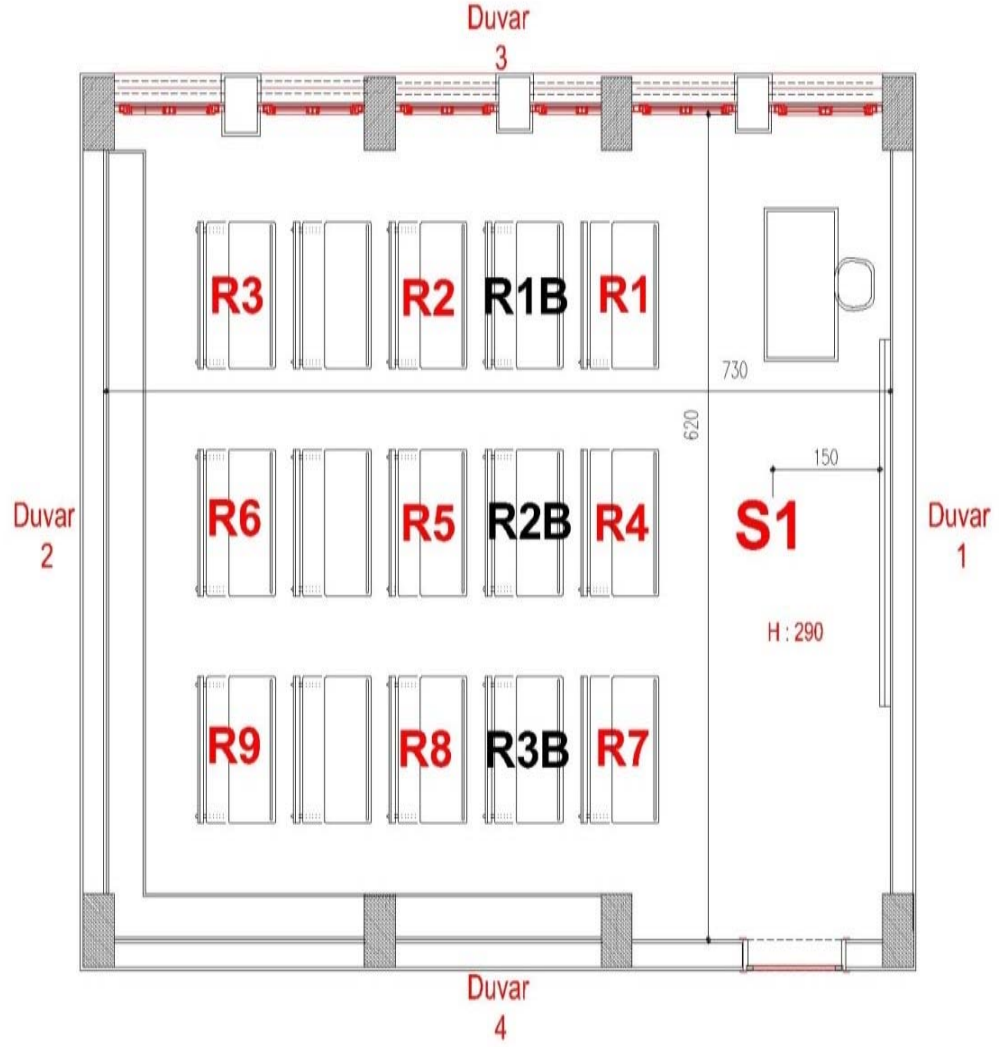 Duvar
3
R3
R2
R1B
R1
730
620
150
R6
R5
R2B
R4
S1
Duvar
2
Duvar
1
H : 290
R9
R8
R3B
R7
Duvar
4